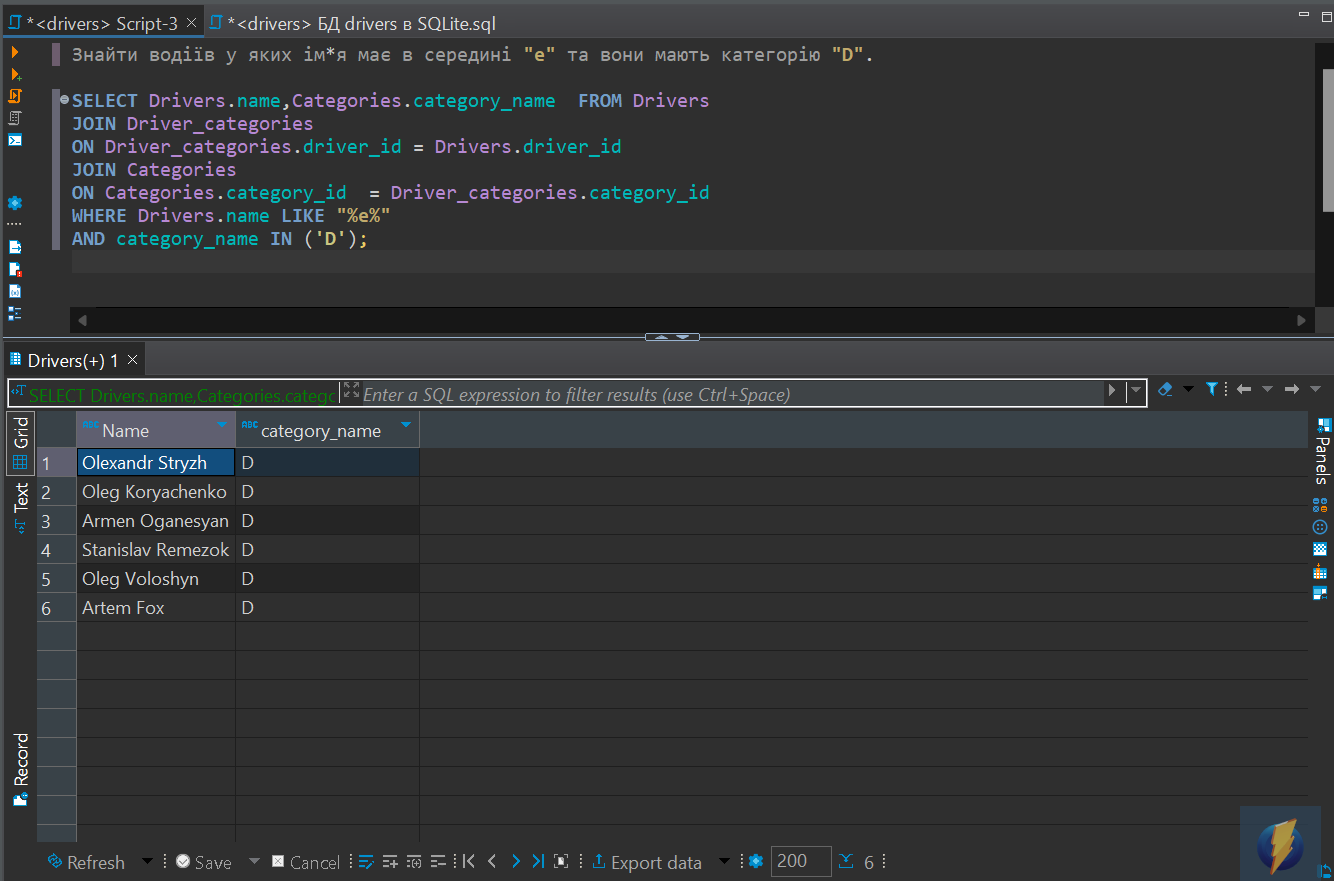 *<drivers> Script-3
*<drivers> БД drivers в SQLite.sql
Знайти водіїв у яких ім*я має в середині "e" та вони мають категорію "D".
SELECT Drivers.name,Categories.category_name  FROM Drivers
JOIN Driver_categories
ON Driver_categories.driver_id = Drivers.driver_id
JOIN Categories
ON Categories.category_id  = Driver_categories.category_id
WHERE Drivers.name LIKE "%e%"
AND category_name IN ('D');
Drivers(+) 1
SELECT Drivers.name,Categories.categc
Enter a SQL expression to filter results (use Ctrl+Space)
Grid
Text
Record
Panels
ABC Name
ABC category_name
1 Olexandr Stryzh D
2 Oleg Koryachenko D
3 Armen Oganesyan D
4 Stanislav Remezok D
5 Oleg Voloshyn D
6 Artem Fox D
Refresh
Save
Cancel
Export data
200
6